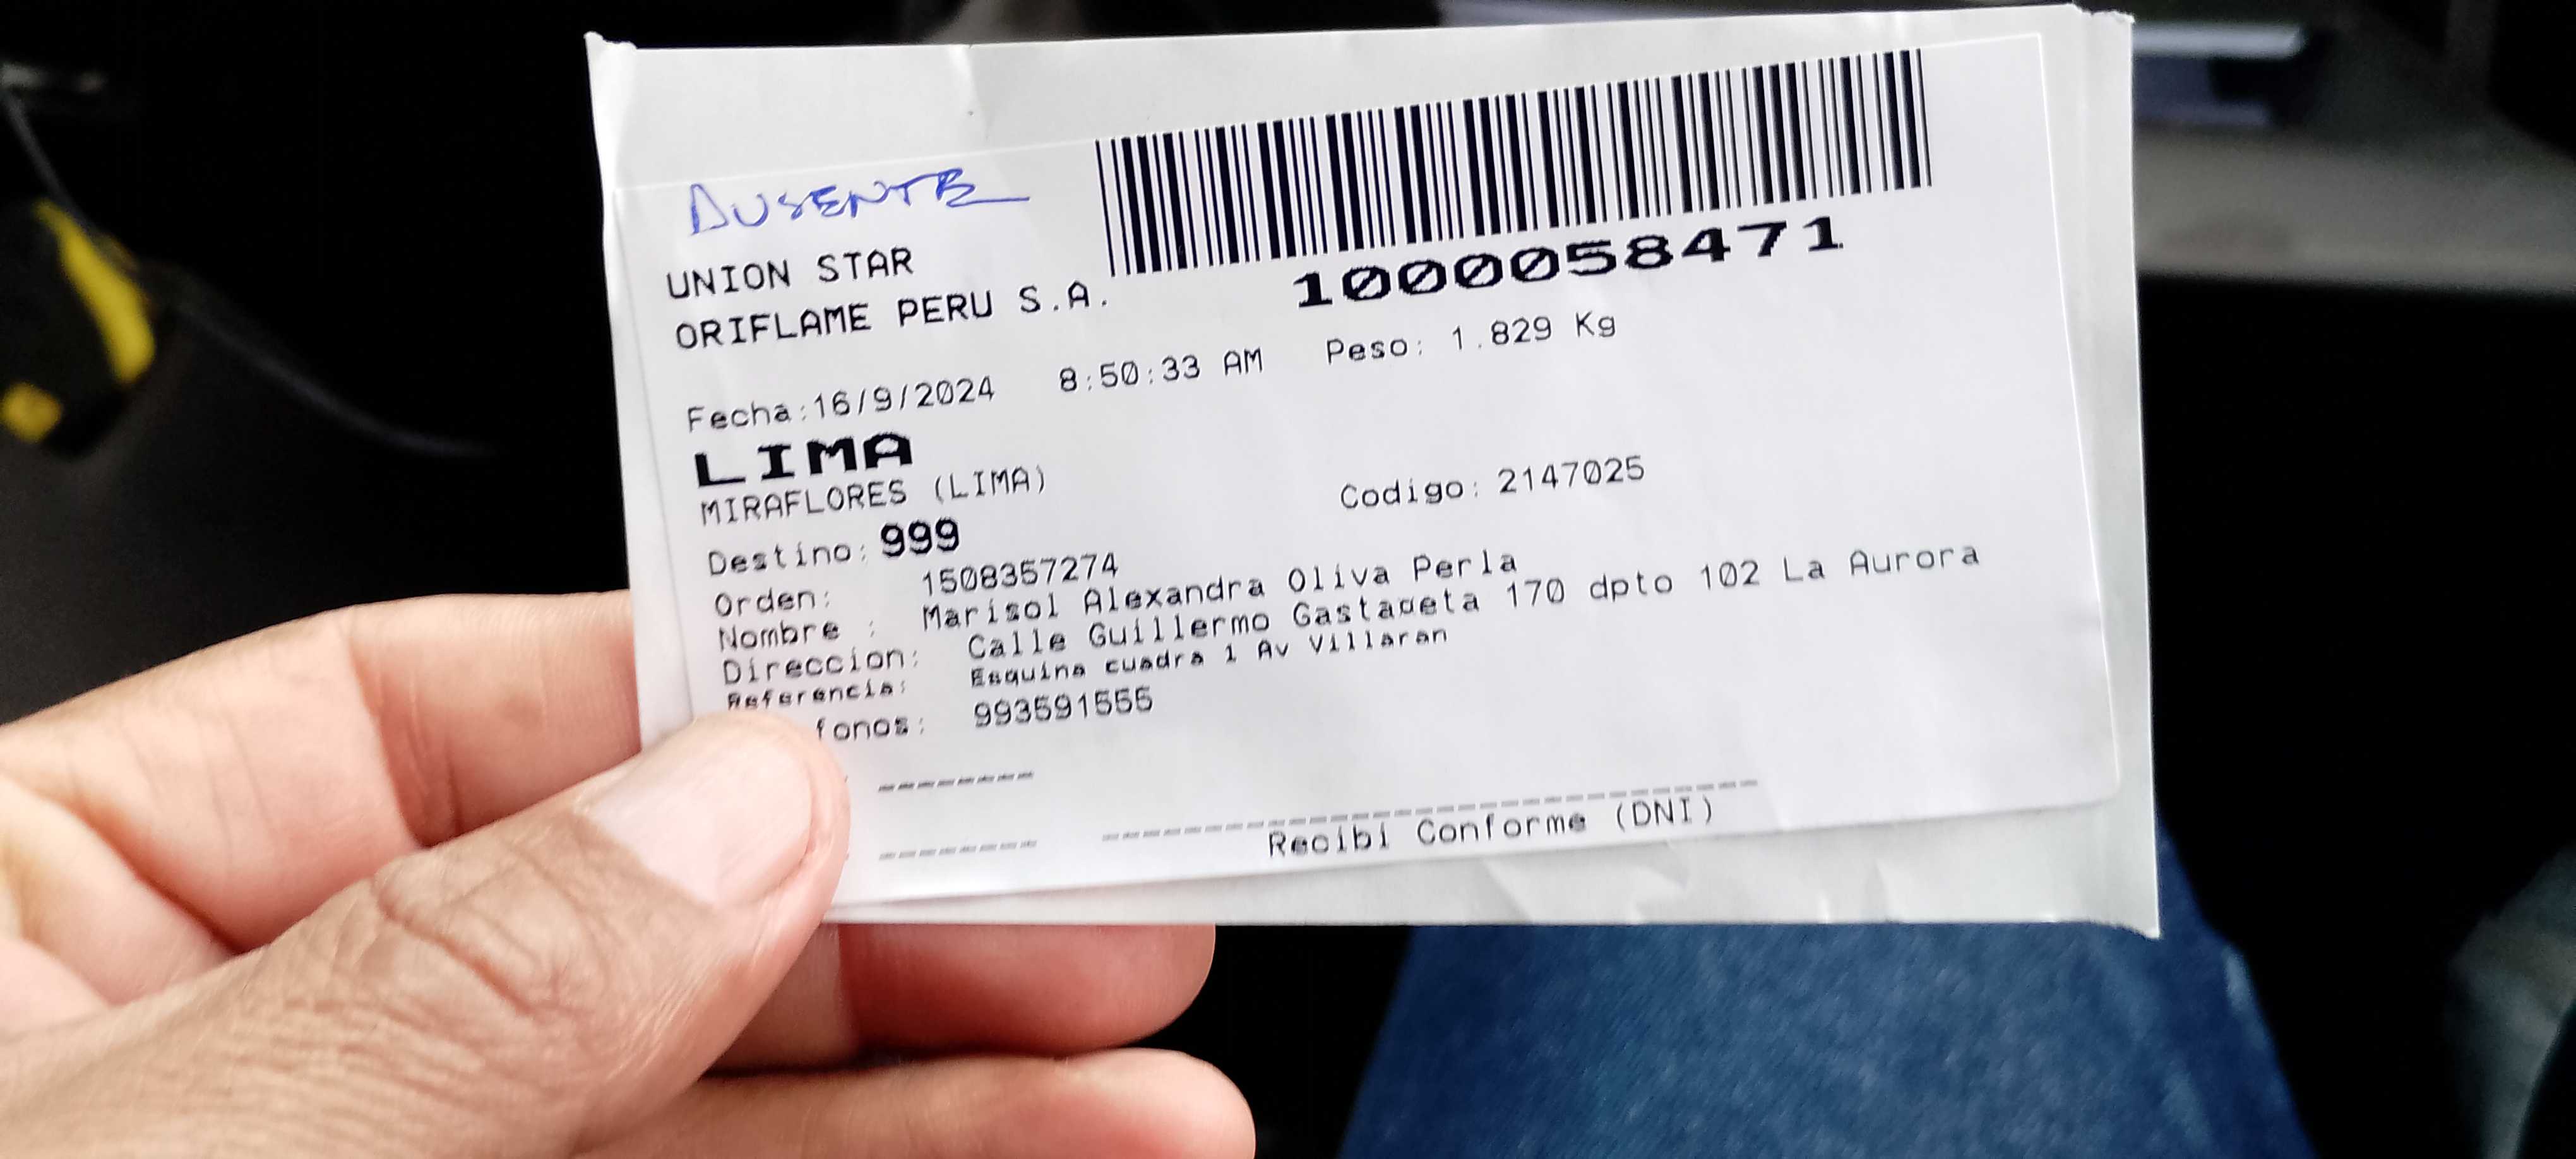 AUSENTE
UNION STAR
ORIFLAME PERU S.A.
1000058471
Fecha:16/9/2024 8:50:33 AM Peso: 1.829 Kg
LIMA
MIRAFLORES (LIMA)
Destino: 999 Codigo: 2147025
Orden: 1508357274
Nombre : Marisol Alexandra Oliva Perla
Direccion: Calle Guillermo Gastaueta 170 dpto 102 La Aurora
Referencia: Esquina cuadra 1 Av Villaran
fonos: 993591555
Recibi Conforme (DNI)